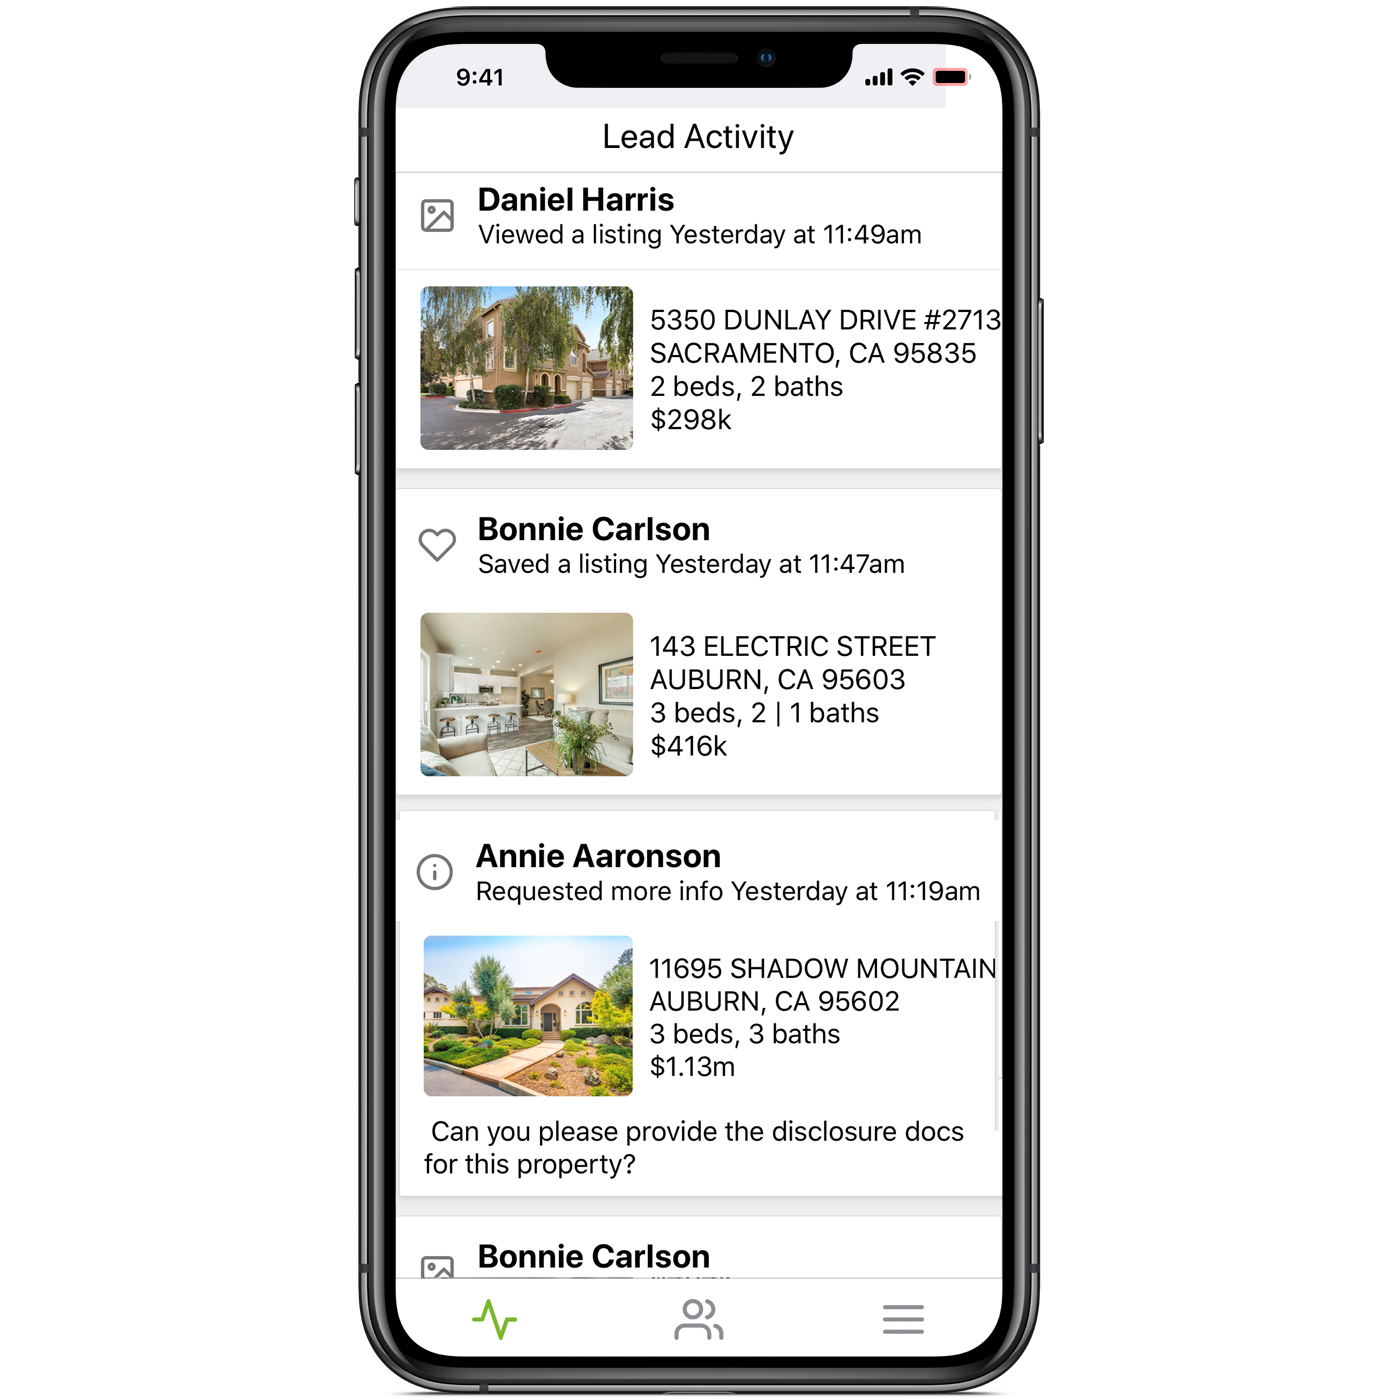 9:41
Lead Activity
Daniel Harris
Viewed a listing Yesterday at 11:49am
5350 DUNLAY DRIVE #2713
SACRAMENTO, CA 95835
2 beds, 2 baths
$298k
Bonnie Carlson
Saved a listing Yesterday at 11:47am
143 ELECTRIC STREET
AUBURN, CA 95603
3 beds, 2 | 1 baths
$416k
Annie Aaronson
Requested more info Yesterday at 11:19am
11695 SHADOW MOUNTAIN
AUBURN, CA 95602
3 beds, 3 baths
$1.13m
Can you please provide the disclosure docs
for this property?
Bonnie Carlson